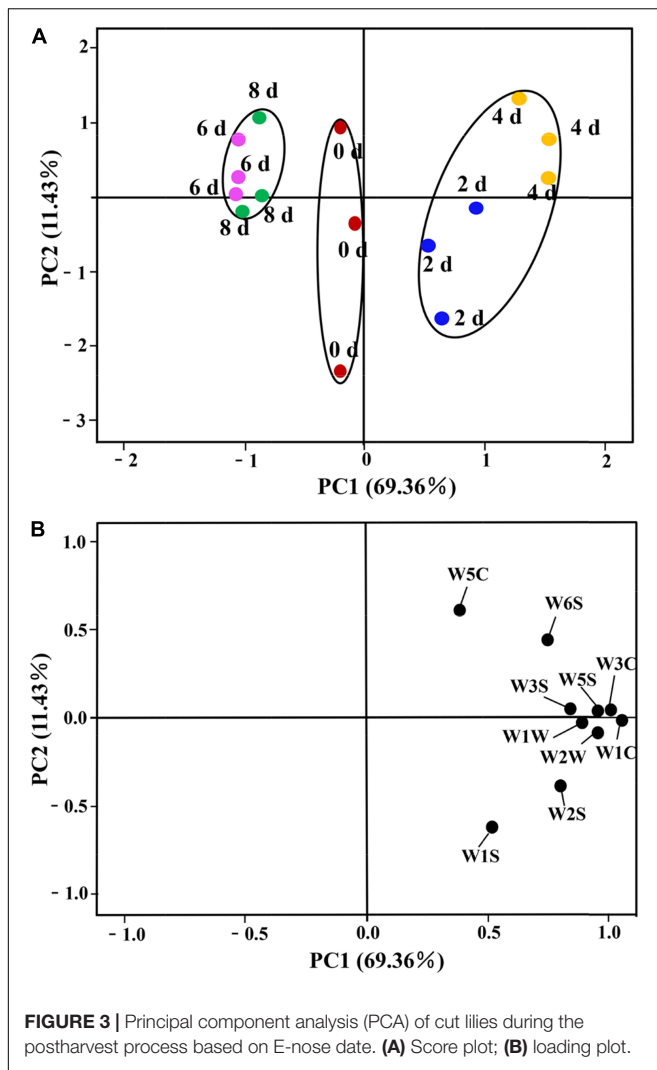 A
2
1
0
- 1
- 2
- 3
PC2 (11.43%)
8 d
6 d
6 d
6 d
8 d
8 d
0 d
0 d
0 d
4 d
4 d
4 d
2 d
2 d
2 d
- 2
- 1
0
1
2
PC1 (69.36%)
B
1.0
0.5
0.0
- 0.5
- 1.0
PC2 (11.43%)
W5C
W6S
W3C
W5S
W3S
W1W
W2W
W1C
W2S
W1S
- 1.0
- 0.5
0.0
0.5
1.0
PC1 (69.36%)
FIGURE 3 | Principal component analysis (PCA) of cut lilies during the
postharvest process based on E-nose date. (A) Score plot; (B) loading plot.